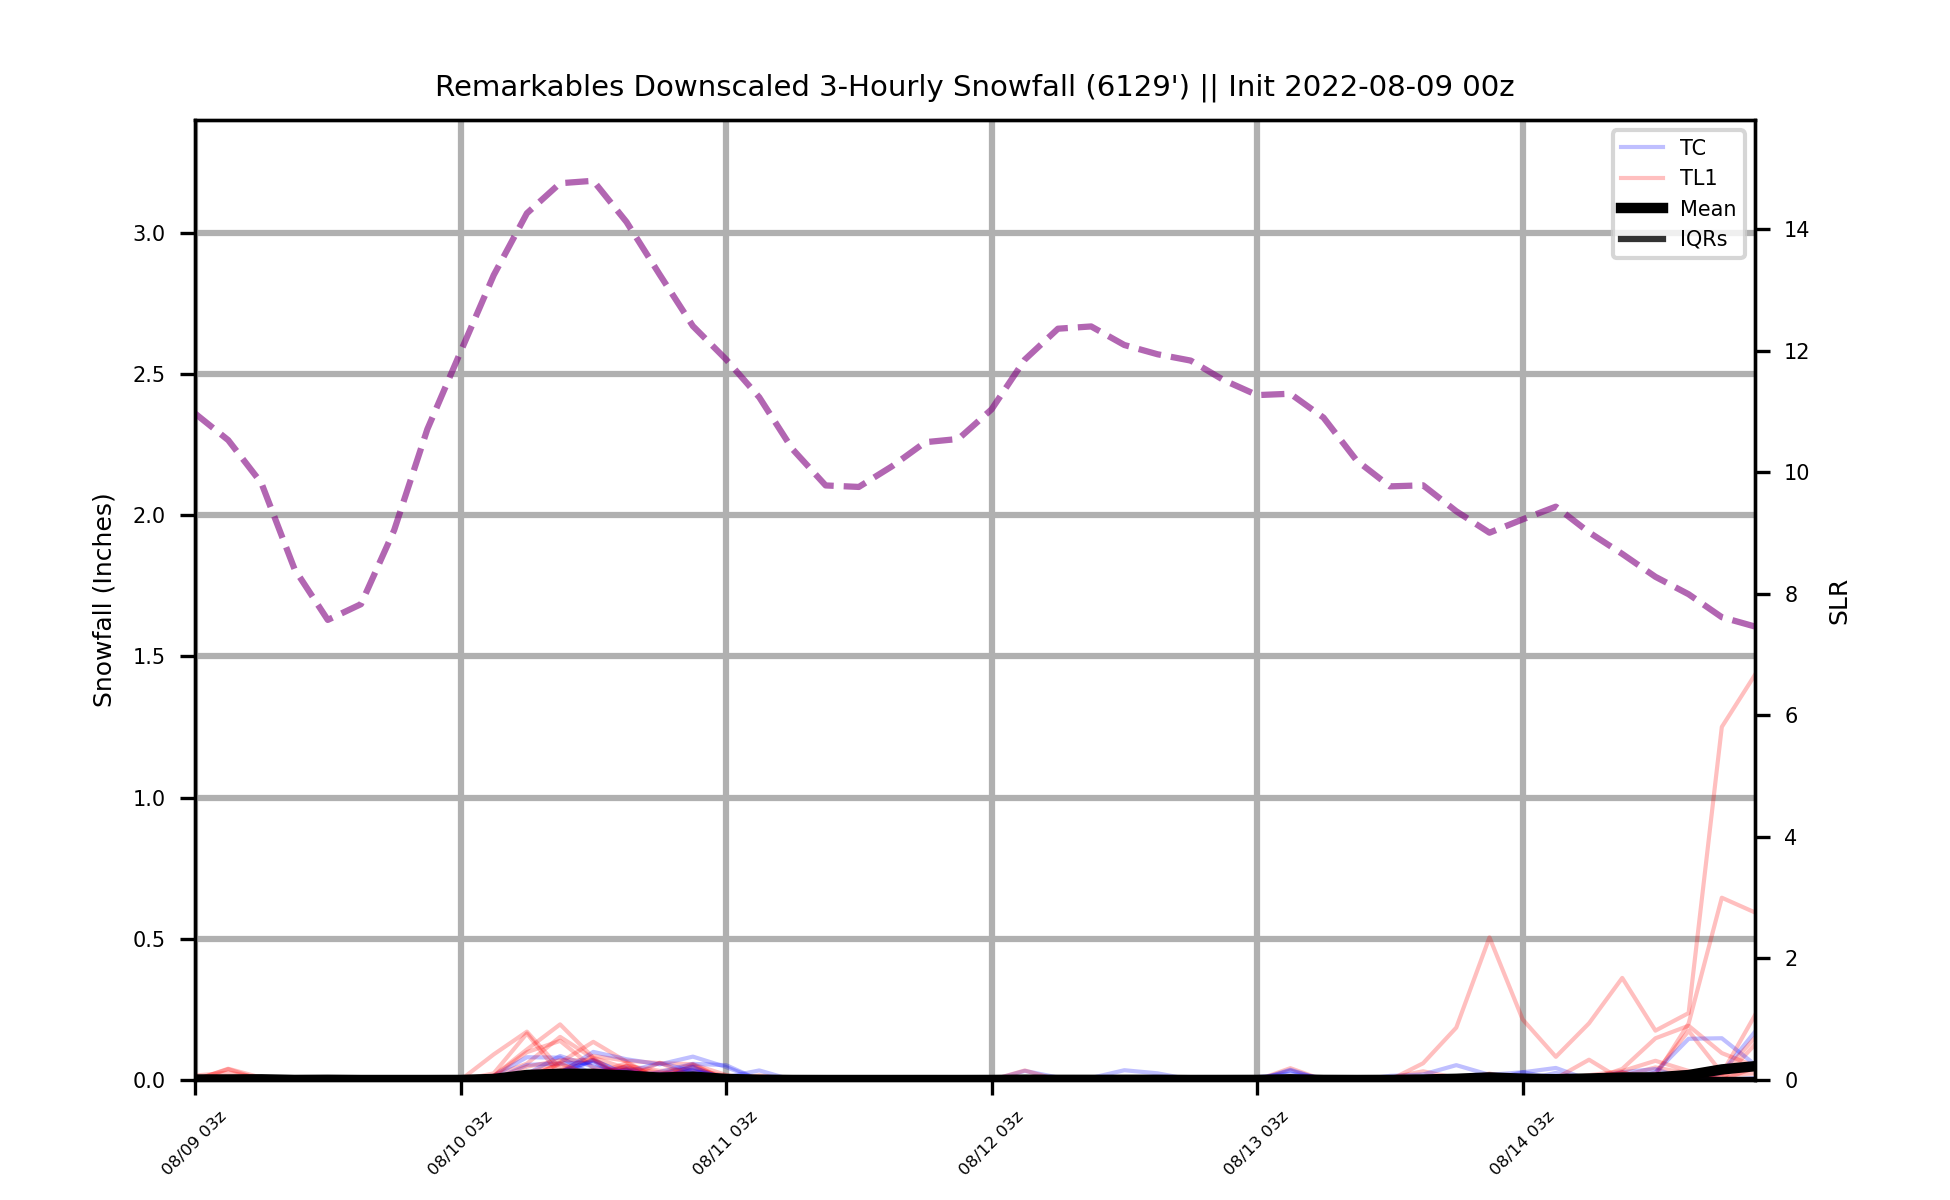 Remarkables Downscaled 3-Hourly Snowfall (6129') || Init 2022-08-09 00z
TC
TL1
Mean
IQRs
3.0
2.5
2.0
1.5
1.0
0.5
0.0
Snowfall (Inches)
14
12
10
8
6
4
2
0
SLR
08/09 03z
08/10 03z
08/11 03z
08/12 03z
08/13 03z
08/14 03z